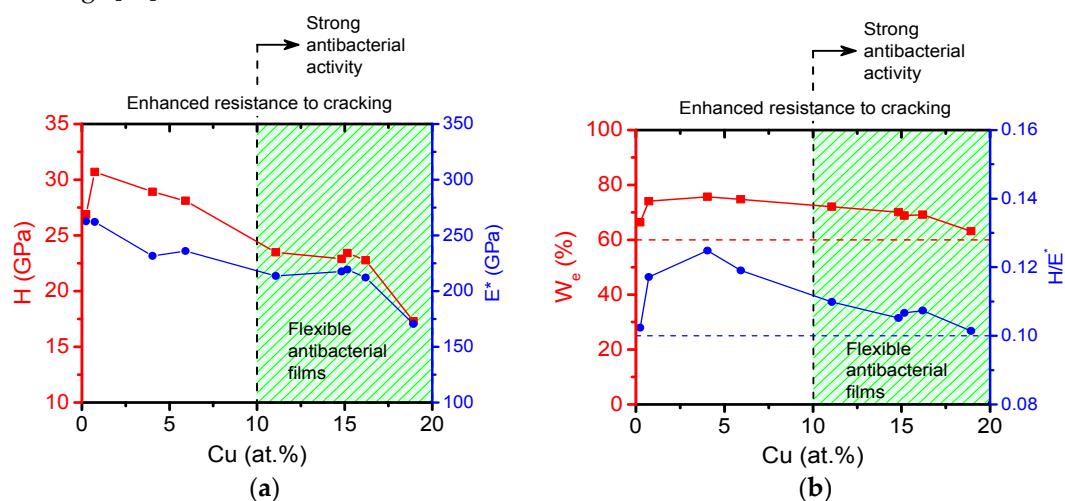 Strong
antibacterial
activity
Enhanced resistance to cracking
35
30
25
20
15
10
H (GPa)
350
300
250
200
150
100
E* (GPa)
Flexible
antibacterial
films
0 5 10 15 20
Cu (at.%)
(a)
Strong
antibacterial
activity
Enhanced resistance to cracking
100
80
60
40
20
0
We (%)
0.16
0.14
0.12
0.10
0.08
H/E*
Flexible
antibacterial
films
0 5 10 15 20
Cu (at.%)
(b)